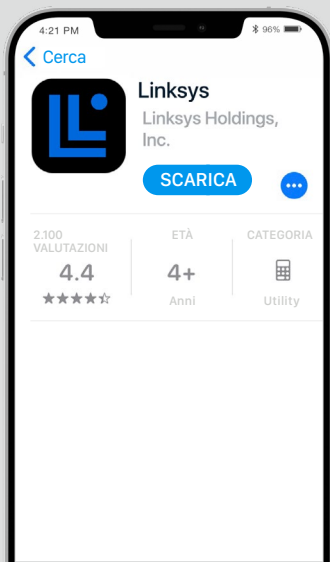 4:21 PM
96%
Cerca
Linksys
Linksys Holdings,
Inc.
SCARICA
2.100
VALUTAZIONI
ETÀ
CATEGORIA
4.4
4+
Anni
Utility